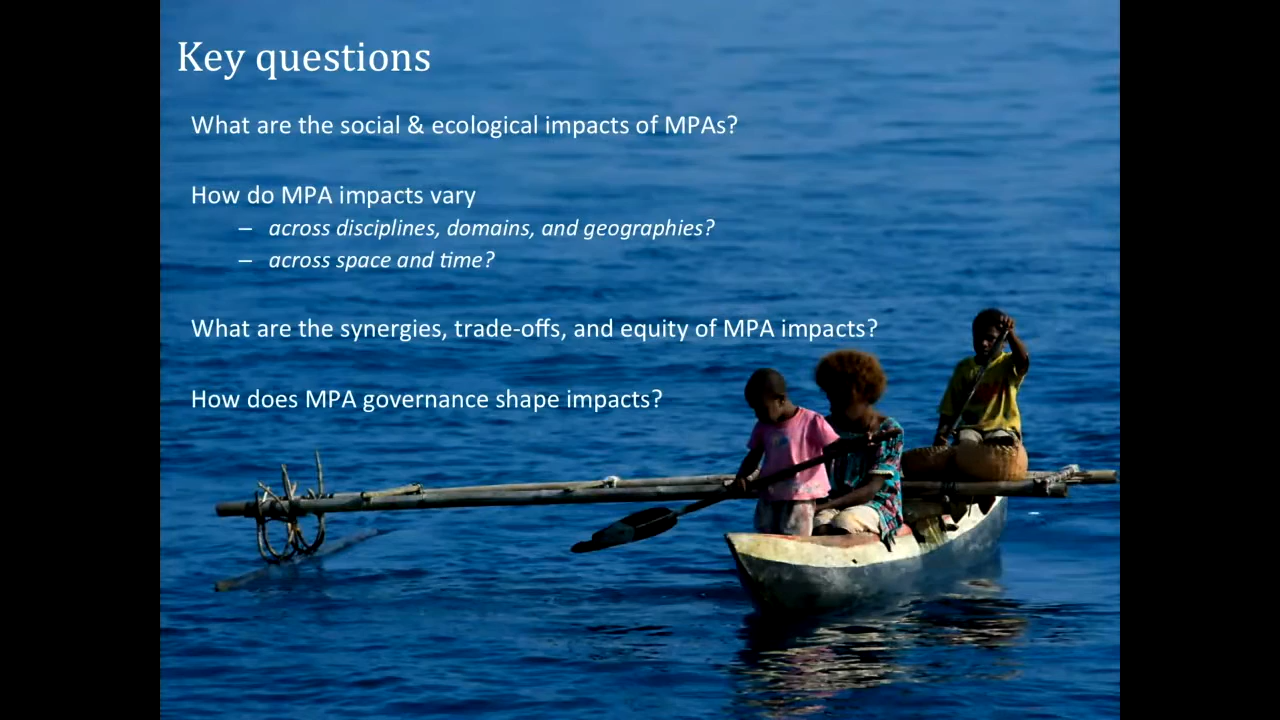 Key questions
What are the social & ecological impacts of MPAs?
How do MPA impacts vary
– across disciplines, domains, and geographies?
– across space and time?
What are the synergies, trade-offs, and equity of MPA impacts?
How does MPA governance shape impacts?